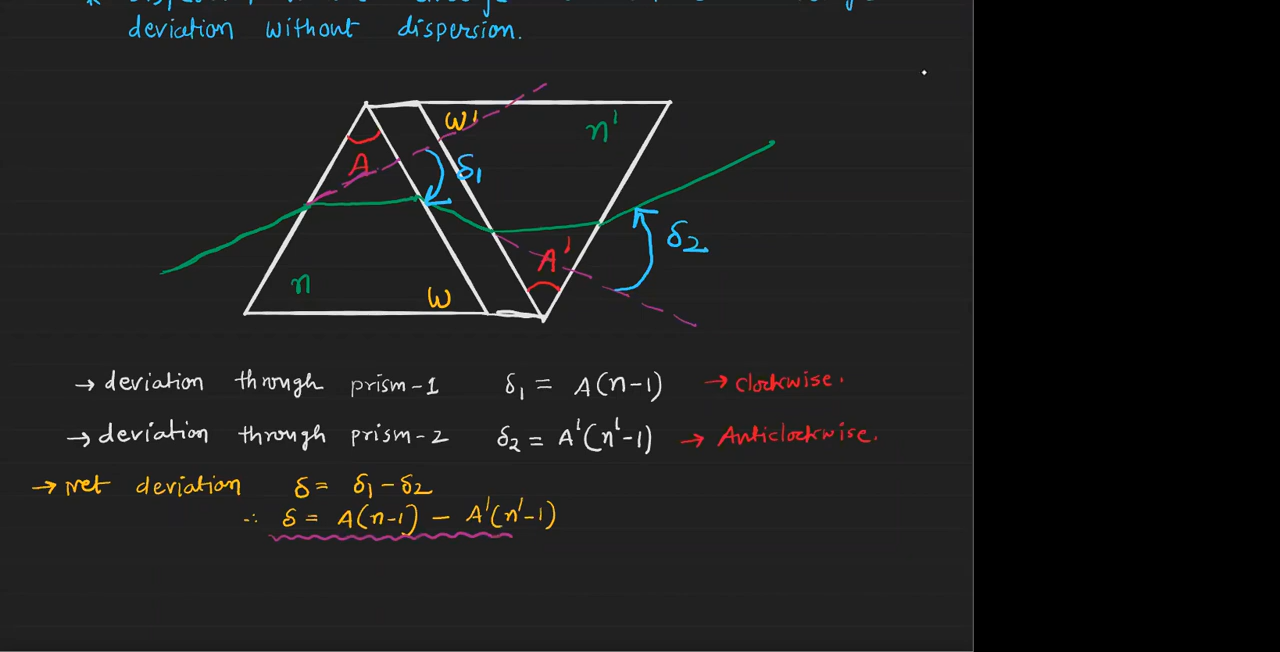 deviation without dispersion.
ω'
n'
A
δ₁
δ₂
A'
n
ω
→ deviation through prism-1 δ₁ = A(n-1) → clockwise.
→ deviation through prism-2 δ₂ = A'(n'-1) → Anticlockwise.
→ net deviation δ = δ₁ - δ₂
∴ δ = A(n-1) - A'(n'-1)